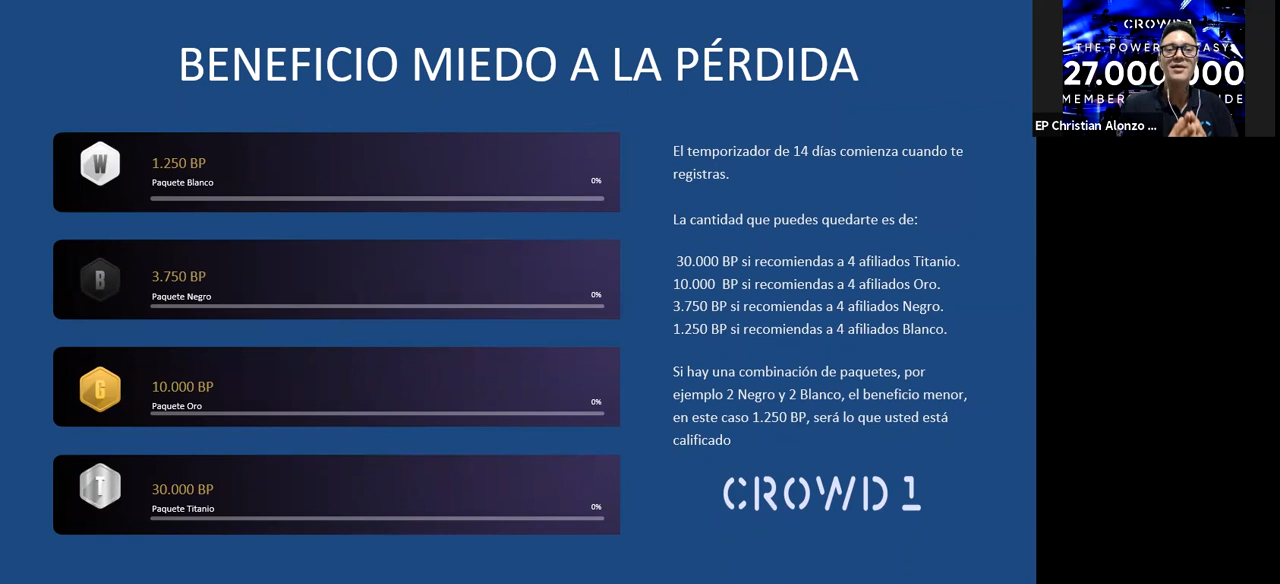 BENEFICIO MIEDO A LA PÉRDIDA
W
1.250 BP
Paquete Blanco
0%
B
3.750 BP
Paquete Negro
0%
G
10.000 BP
Paquete Oro
0%
T
30.000 BP
Paquete Titanio
0%
El temporizador de 14 días comienza cuando te
registras.
La cantidad que puedes quedarte es de:
30.000 BP si recomiendas a 4 afiliados Titanio.
10.000 BP si recomiendas a 4 afiliados Oro.
3.750 BP si recomiendas a 4 afiliados Negro.
1.250 BP si recomiendas a 4 afiliados Blanco.
Si hay una combinación de paquetes, por
ejemplo 2 Negro y 2 Blanco, el beneficio menor,
en este caso 1.250 BP, será lo que usted está
calificado
CROWD1
CROWD1
THE POWER
27.000.000
EP Christian Alonzo ...